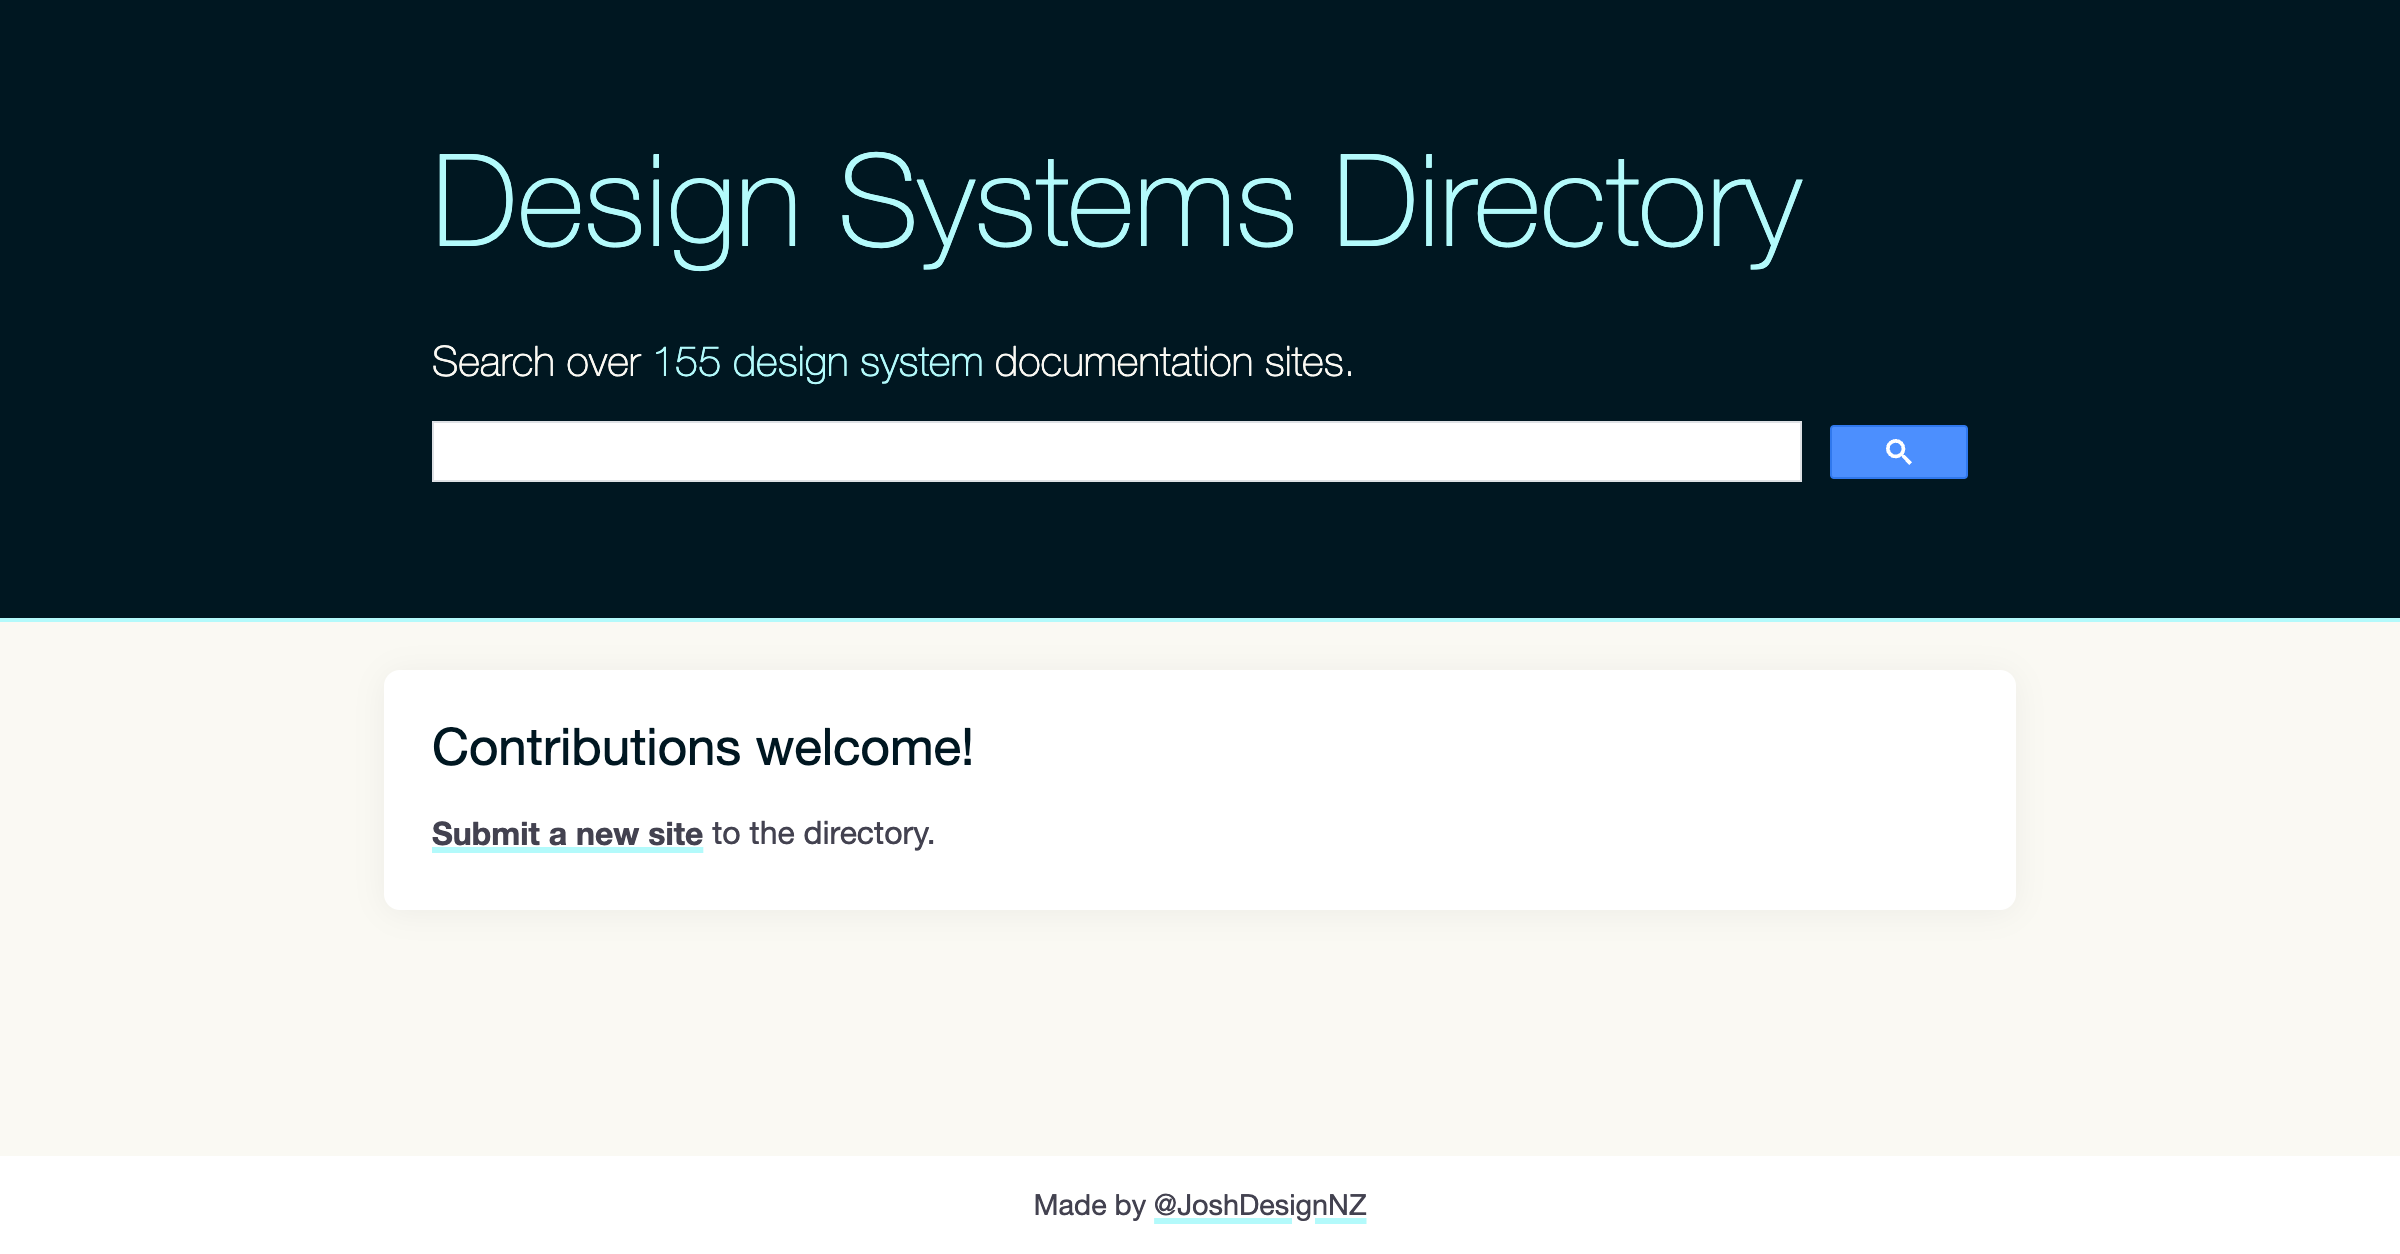 Design Systems Directory
Search over 155 design system documentation sites.
Contributions welcome!
Submit a new site to the directory.
Made by @JoshDesignNZ